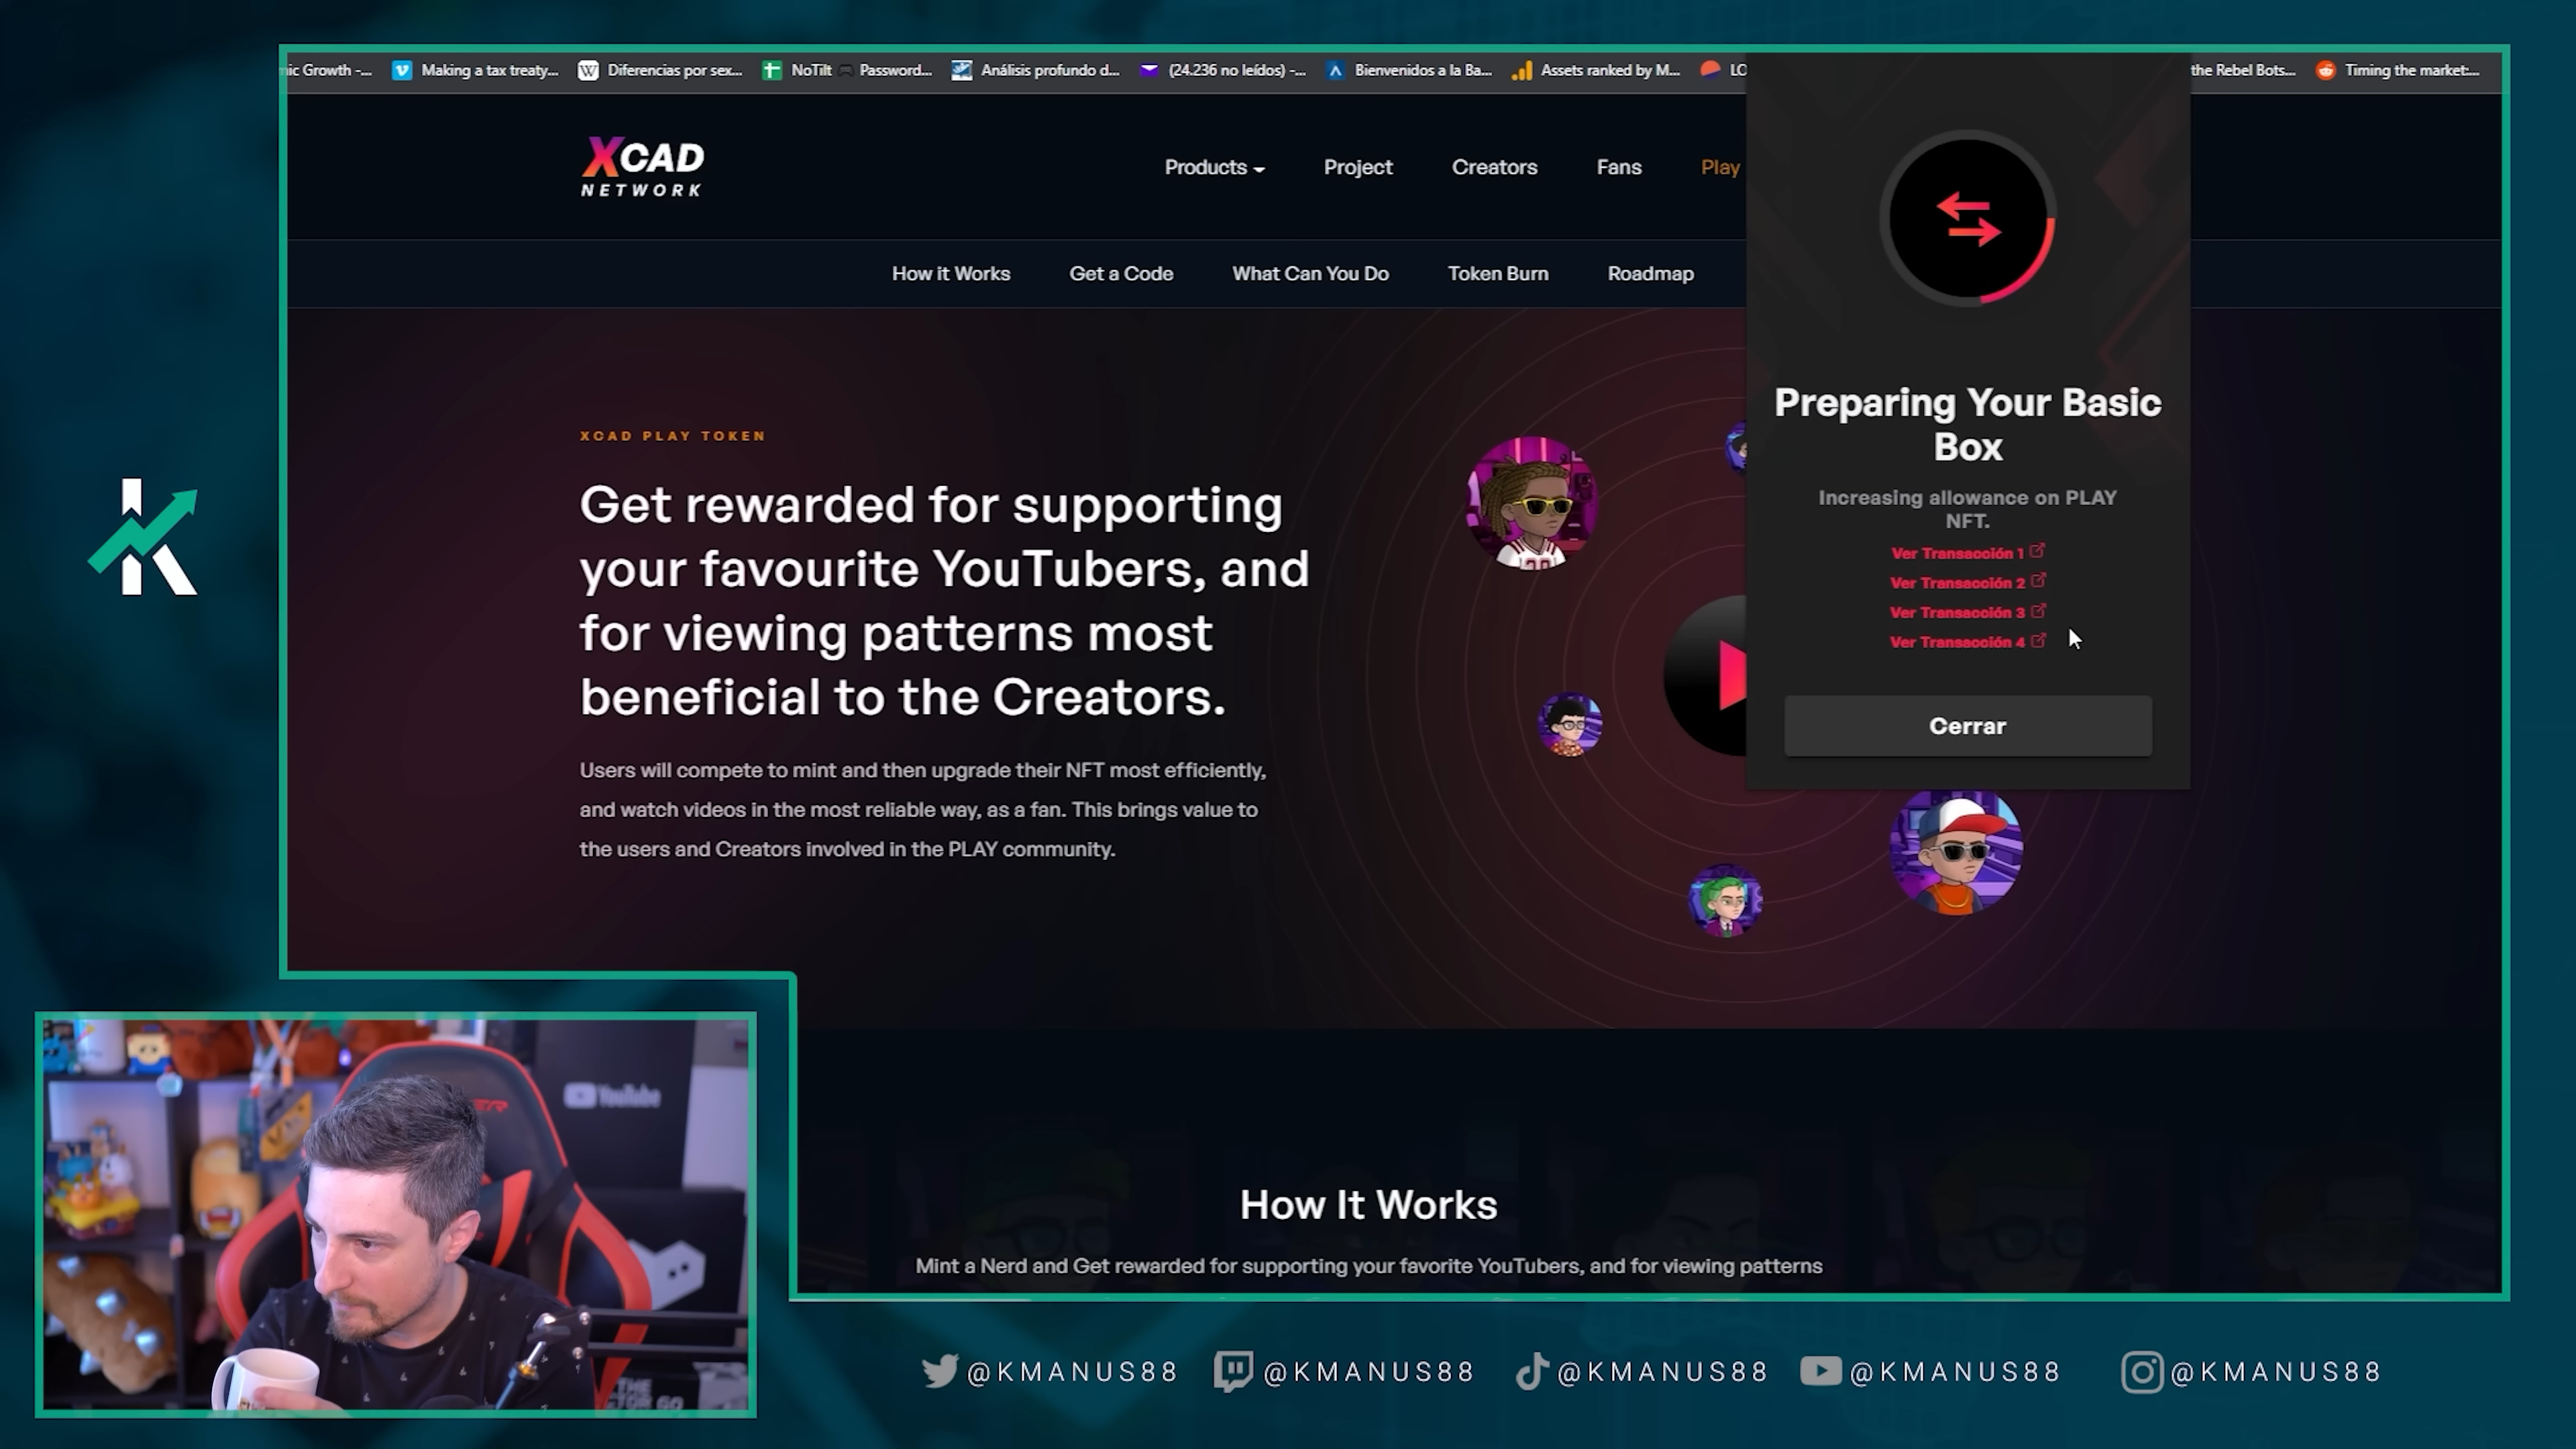 mic Growth -...
Making a tax treaty...
Diferencias por sex...
NoTilt 🎮 Password...
Análisis profundo d...
(24.236 no leídos) -...
Bienvenidos a la Ba...
Assets ranked by M...
LO
the Rebel Bots...
Timing the market:...
XCAD
NETWORK
Products
Project
Creators
Fans
Play
How it Works
Get a Code
What Can You Do
Token Burn
Roadmap
XCAD PLAY TOKEN
Get rewarded for supporting
your favourite YouTubers, and
for viewing patterns most
beneficial to the Creators.
Users will compete to mint and then upgrade their NFT most efficiently,
and watch videos in the most reliable way, as a fan. This brings value to
the users and Creators involved in the PLAY community.
Preparing Your Basic
Box
Increasing allowance on PLAY
NFT.
Ver Transacción 1
Ver Transacción 2
Ver Transacción 3
Ver Transacción 4
Cerrar
How It Works
Mint a Nerd and Get rewarded for supporting your favorite YouTubers, and for viewing patterns
YouTube
THE
@KMANUS88
@KMANUS88
@KMANUS88
@KMANUS88
@KMANUS88